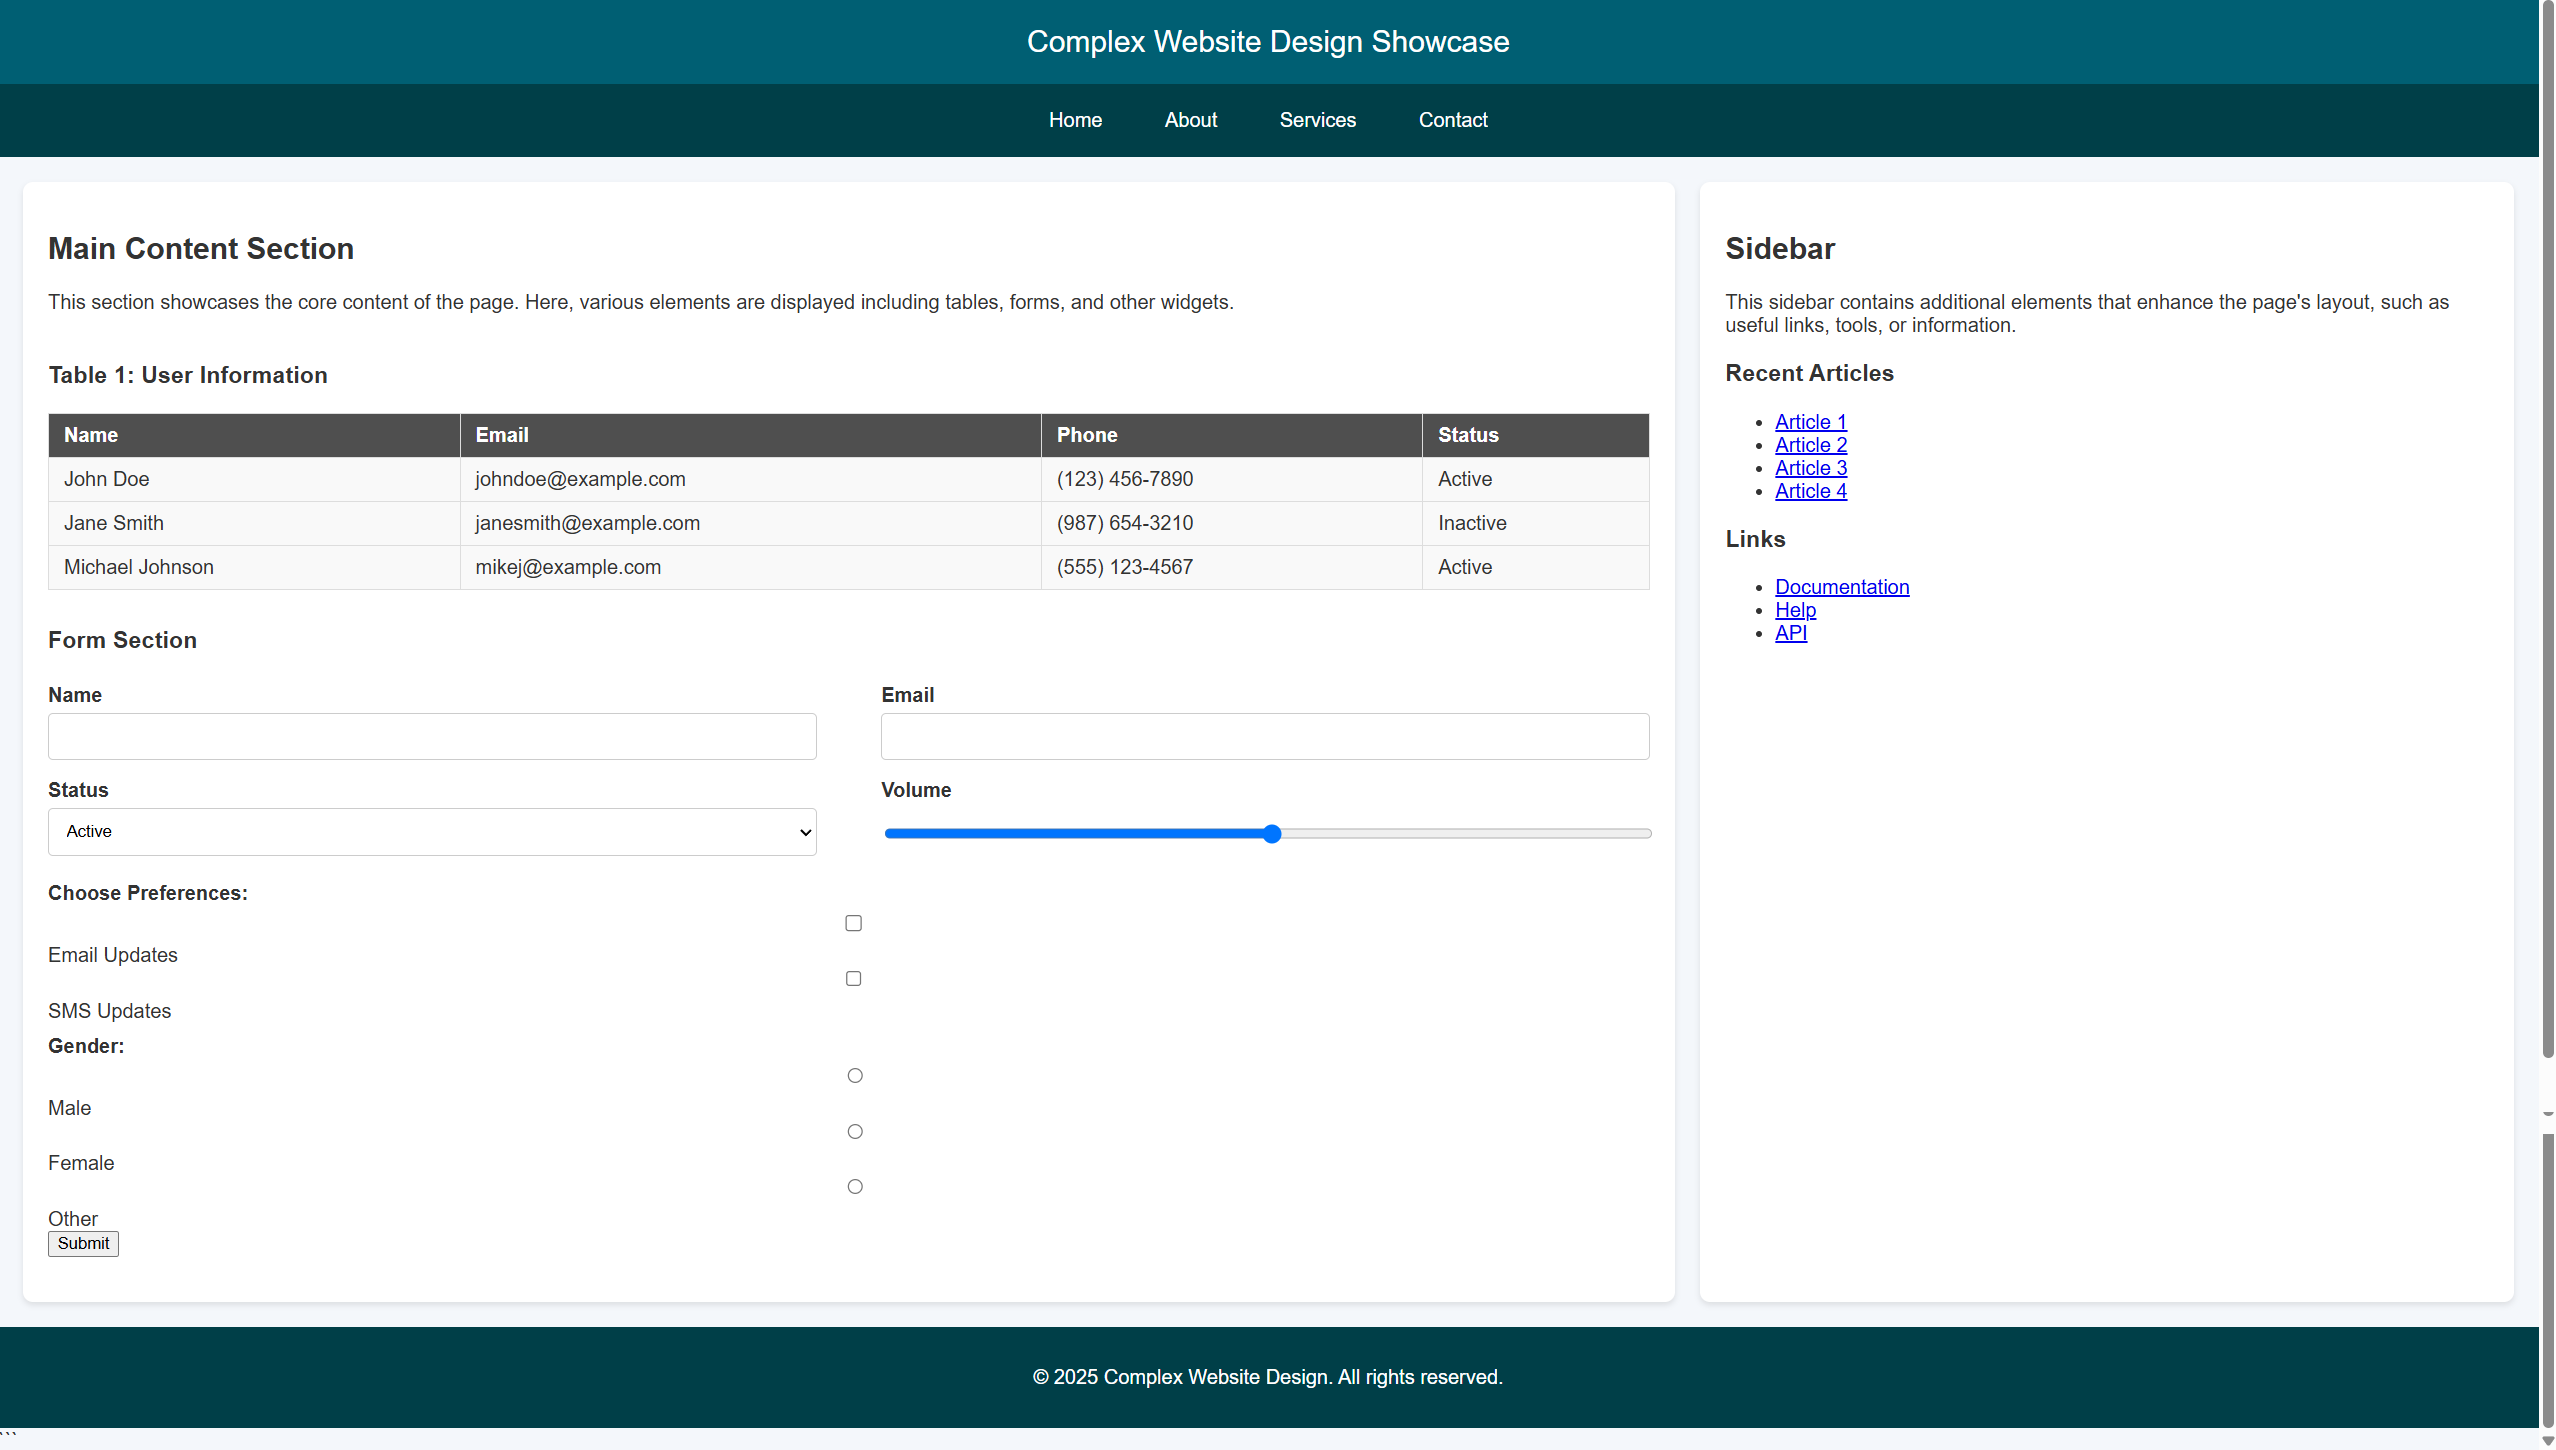 Complex Website Design Showcase
Home About Services Contact
Main Content Section
This section showcases the core content of the page. Here, various elements are displayed including tables, forms, and other widgets.
Table 1: User Information
Name Email Phone Status
John Doe johndoe@example.com (123) 456-7890 Active
Jane Smith janesmith@example.com (987) 654-3210 Inactive
Michael Johnson mikej@example.com (555) 123-4567 Active
Form Section
Name Email
Status Volume
Active
Choose Preferences:
Email Updates
SMS Updates
Gender:
Male
Female
Other
Submit
Sidebar
This sidebar contains additional elements that enhance the page's layout, such as
useful links, tools, or information.
Recent Articles
Article 1
Article 2
Article 3
Article 4
Links
Documentation
Help
API
© 2025 Complex Website Design. All rights reserved.
```